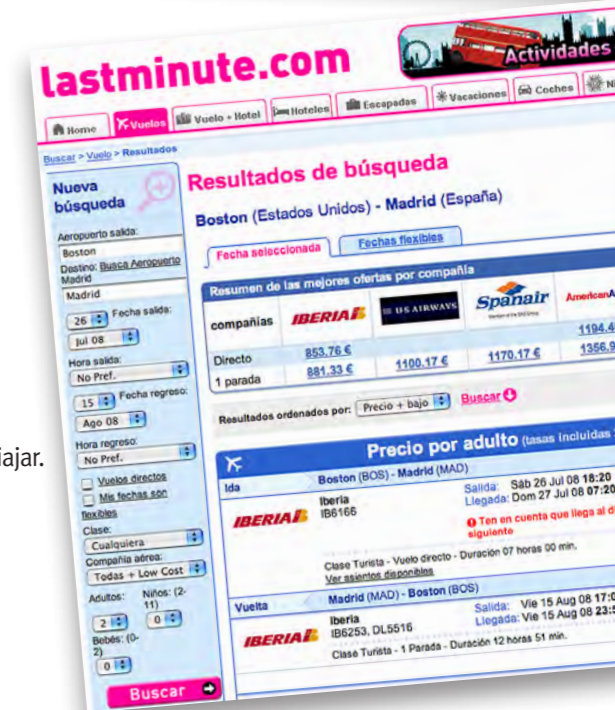 lastminute.com
Actividades
Home
Vuelos
Vuelo + Hotel
Hoteles
Escapadas
Vacaciones
Coches
Buscar > Vuelo > Resultados
Nueva
búsqueda
Aeropuerto salida:
Boston
Destino: Busca Aeropuerto
Madrid
Madrid
26 Fecha salida:
Jul 08
Hora salida:
No Pref.
15 Fecha regreso:
Ago 08
Hora regreso:
No Pref.
Vuelos directos
Mis fechas son
flexibles
Clase:
Cualquiera
Compañía aérea:
Todas + Low Cost
Adultos: Niños: (2-
11)
2 0
Bebés: (0-
2)
0
Buscar
Resultados de búsqueda
Boston (Estados Unidos) - Madrid (España)
Fecha seleccionada Fechas flexibles
Resumen de las mejores ofertas por compañía
compañías IBERIA US AIRWAYS Spanair
Directo 853.76 €
1 parada 881.33 € 1100.17 € 1170.17 €
Resultados ordenados por: Precio + bajo Buscar
Precio por adulto (tasas incluidas
Ida Boston (BOS) - Madrid (MAD)
IBERIA
Iberia
IB6166
Salida: Sáb 26 Jul 08 18:20
Llegada: Dom 27 Jul 08 07:20
Ten en cuenta que llega al
siguiente
Clase Turista - Vuelo directo - Duración 07 horas 00 min.
Ver asientos disponibles
Vuelta Madrid (MAD) - Boston (BOS)
IBERIA
Iberia
IB6253, DL5516
Salida: Vie 15 Aug 08
Llegada: Vie 15 Aug 08
Clase Turista - 1 Parada - Duración 12 horas 51 min.